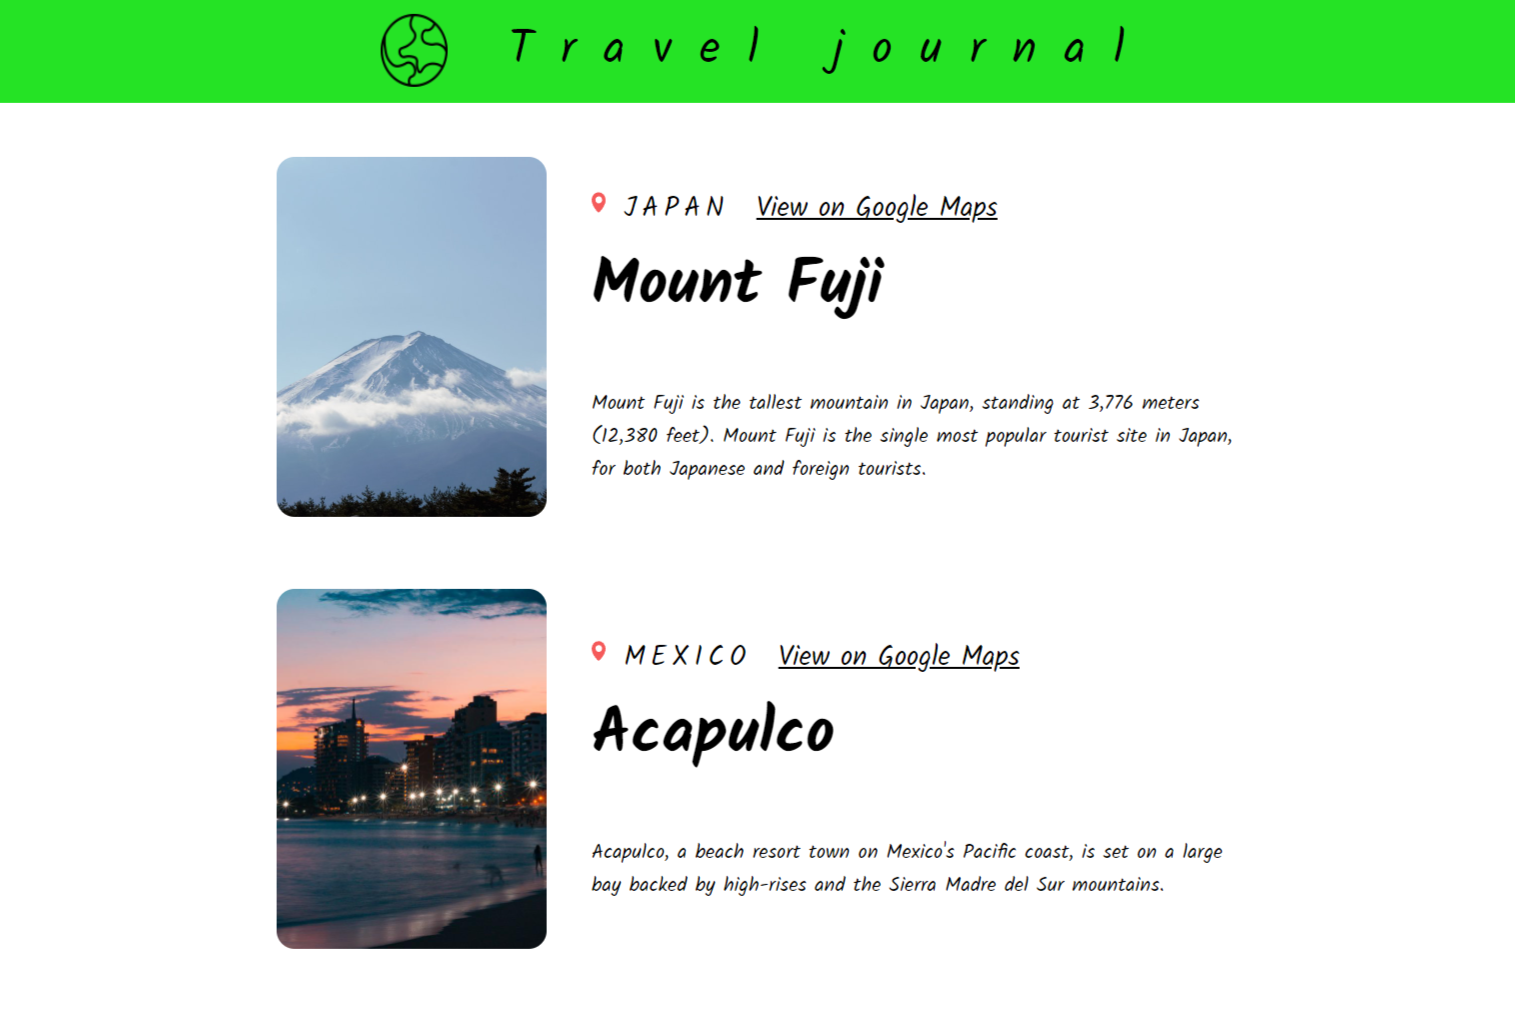 Travel journal
JAPAN View on Google Maps
Mount Fuji
Mount Fuji is the tallest mountain in Japan, standing at 3,776 meters
(12,380 feet). Mount Fuji is the single most popular tourist site in Japan,
for both Japanese and foreign tourists.
MEXICO View on Google Maps
Acapulco
Acapulco, a beach resort town on Mexico's Pacific coast, is set on a large
bay backed by high-rises and the Sierra Madre del Sur mountains.